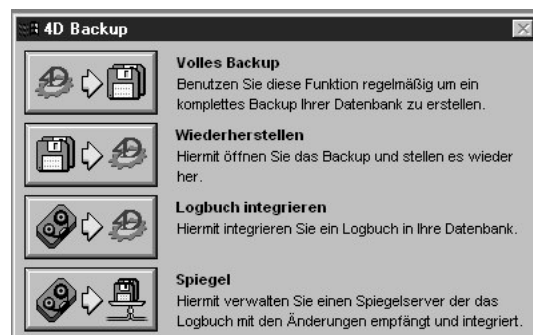 4D Backup
Volles Backup
Benutzen Sie diese Funktion regelmäßig um ein
komplettes Backup Ihrer Datenbank zu erstellen.
Wiederherstellen
Hiermit öffnen Sie das Backup und stellen es wieder
her.
Logbuch integrieren
Hiermit integrieren Sie ein Logbuch in Ihre Datenbank.
Spiegel
Hiermit verwalten Sie einen Spiegelserver der das
Logbuch mit den Änderungen empfängt und integriert.